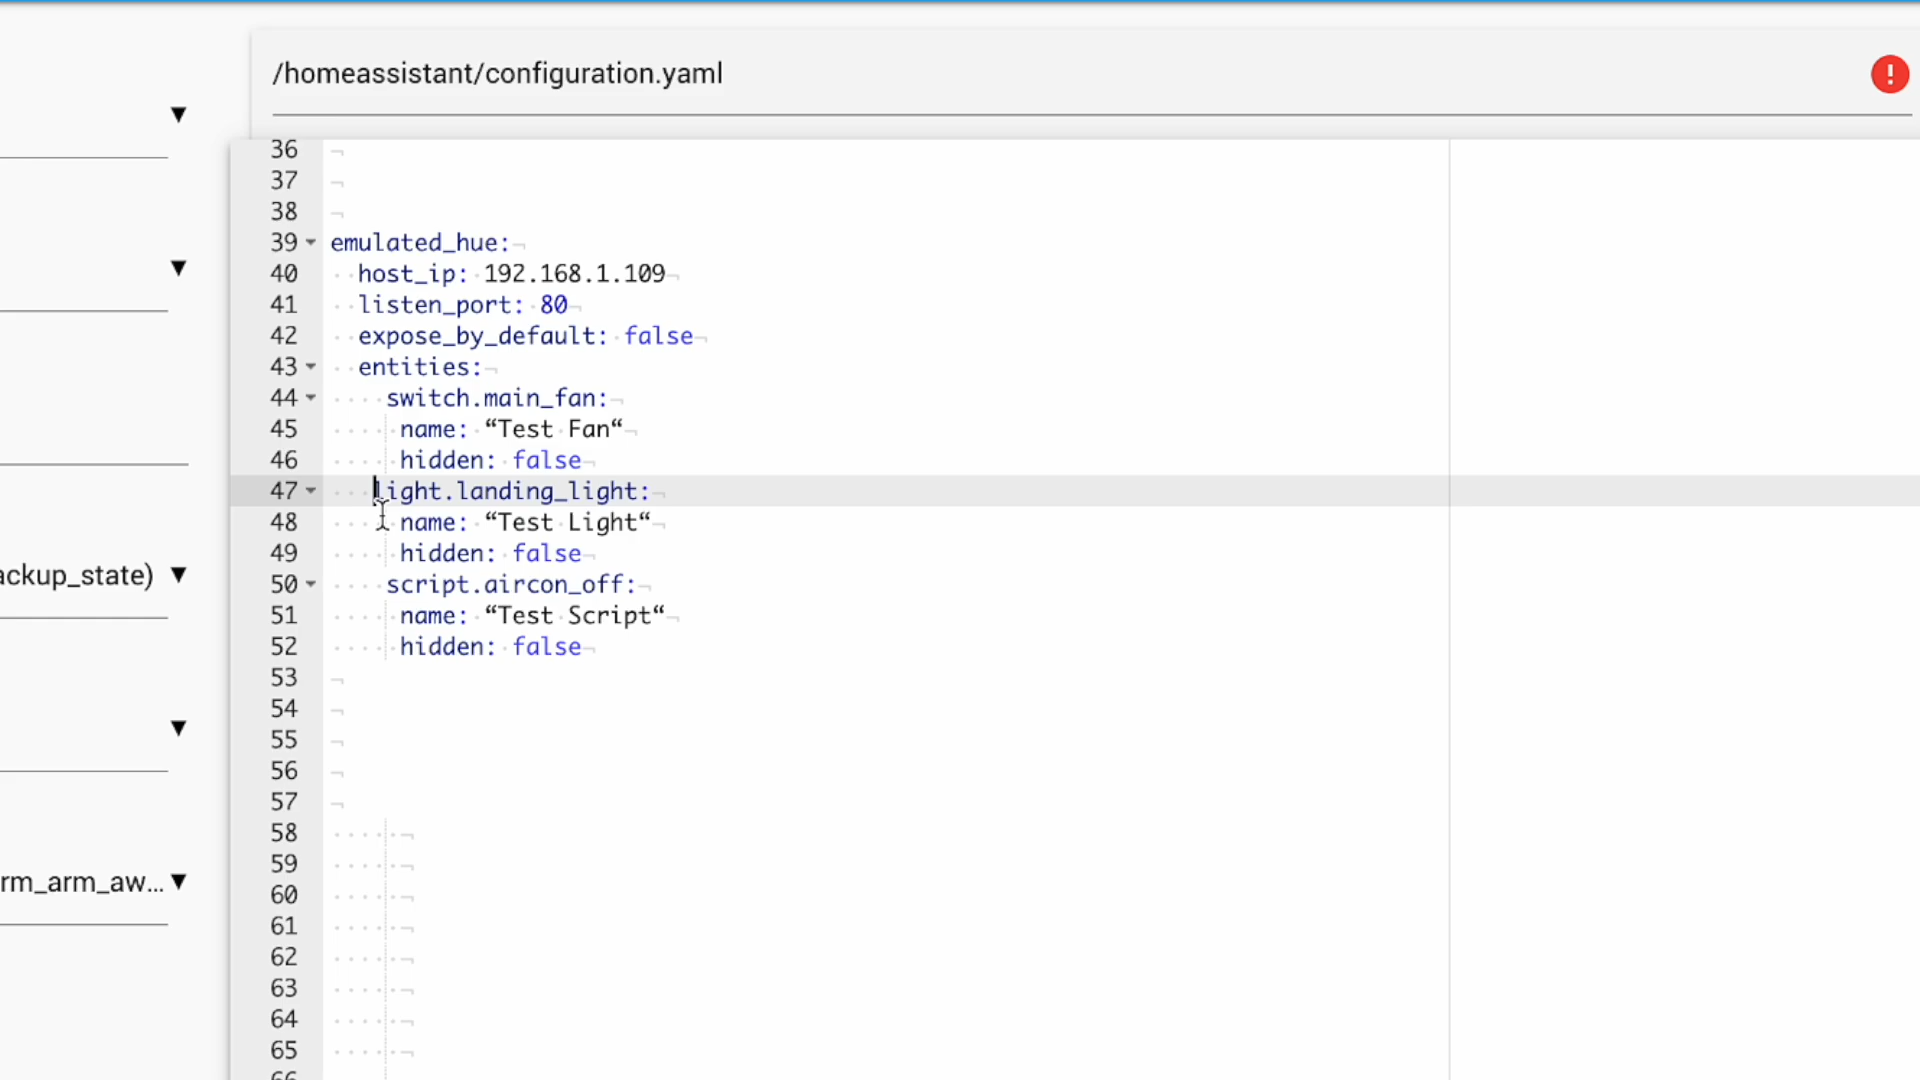 /homeassistant/configuration.yaml
!
36
37
38
39 emulated_hue:
40   host_ip: 192.168.1.109
41   listen_port: 80
42   expose_by_default: false
43   entities:
44     switch.main_fan:
45      name: “Test Fan“
46      hidden: false
47    light.landing_light:
48      name: “Test Light“
49      hidden: false
50     script.aircon_off:
51      name: “Test Script“
52      hidden: false
53
54
55
56
57
58
59
60
61
62
63
64
65
66
ackup_state)
rm_arm_aw...